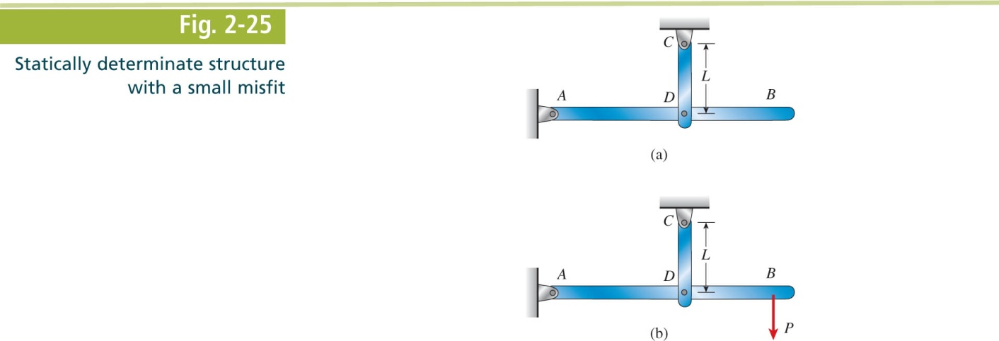 Fig. 2-25
Statically determinate structure
with a small misfit
C
L
A
D
B
(a)
C
L
A
D
B
P
(b)